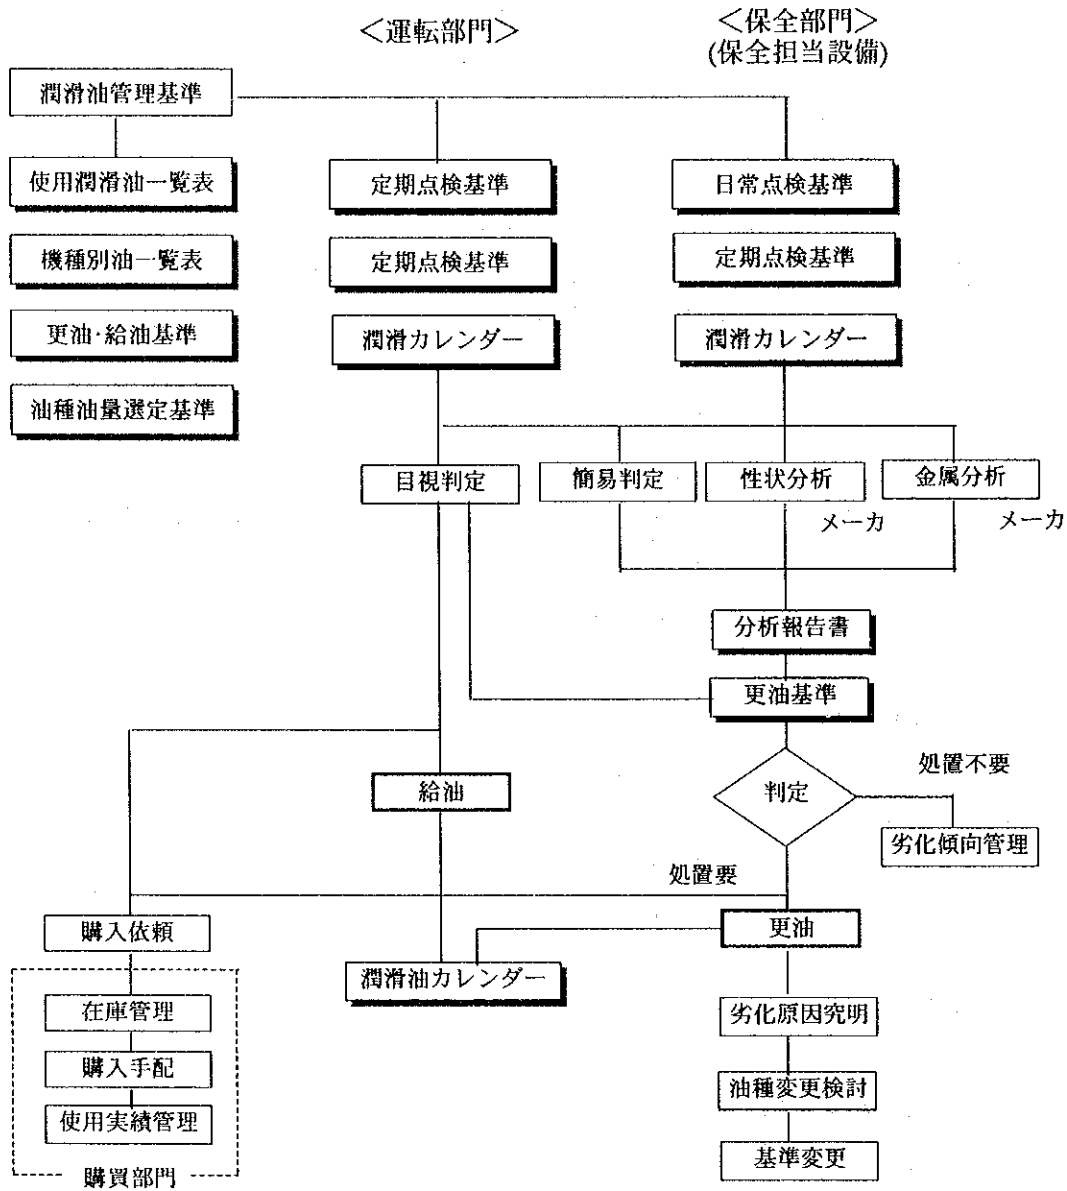 ＜運転部門＞
＜保全部門＞
(保全担当設備)
潤滑油管理基準
使用潤滑油一覧表
定期点検基準
日常点検基準
機種別油一覧表
定期点検基準
定期点検基準
更油･給油基準
潤滑カレンダー
潤滑カレンダー
油種油量選定基準
目視判定
簡易判定
性状分析
金属分析
メーカ
メーカ
分析報告書
更油基準
処置不要
給油
判定
劣化傾向管理
処置要
購入依頼
更油
潤滑油カレンダー
在庫管理
劣化原因究明
購入手配
油種変更検討
使用実績管理
基準変更
購買部門